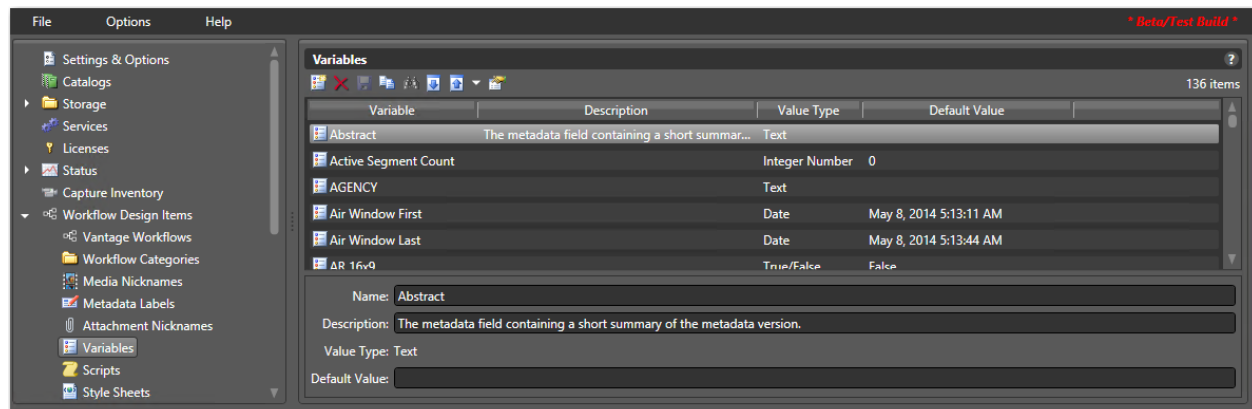 File Options Help * Beta/Test Build *
Settings & Options
Catalogs
Storage
Services
Licenses
Status
Capture Inventory
Workflow Design Items
Vantage Workflows
Workflow Categories
Media Nicknames
Metadata Labels
Attachment Nicknames
Variables
Scripts
Style Sheets
Variables ?
136 items
Variable Description Value Type Default Value
Abstract The metadata field containing a short summar... Text
Active Segment Count Integer Number 0
AGENCY Text
Air Window First Date May 8, 2014 5:13:11 AM
Air Window Last Date May 8, 2014 5:13:44 AM
AR 16x9 True/False False
Name: Abstract
Description: The metadata field containing a short summary of the metadata version.
Value Type: Text
Default Value: